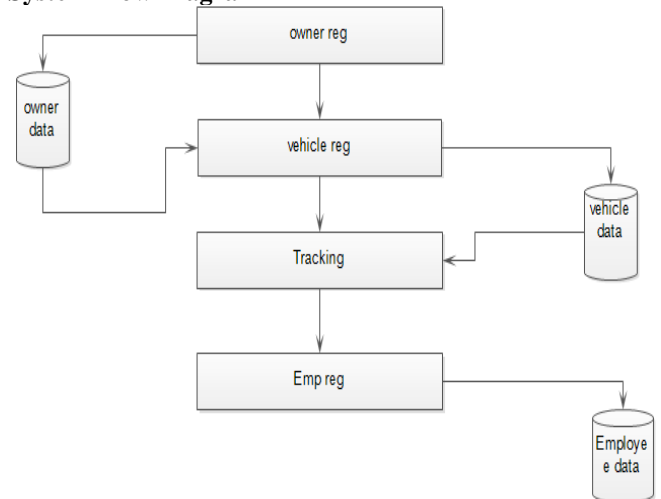 owner reg
owner
data
vehicle reg
vehicle
data
Tracking
Emp reg
Employe
e data